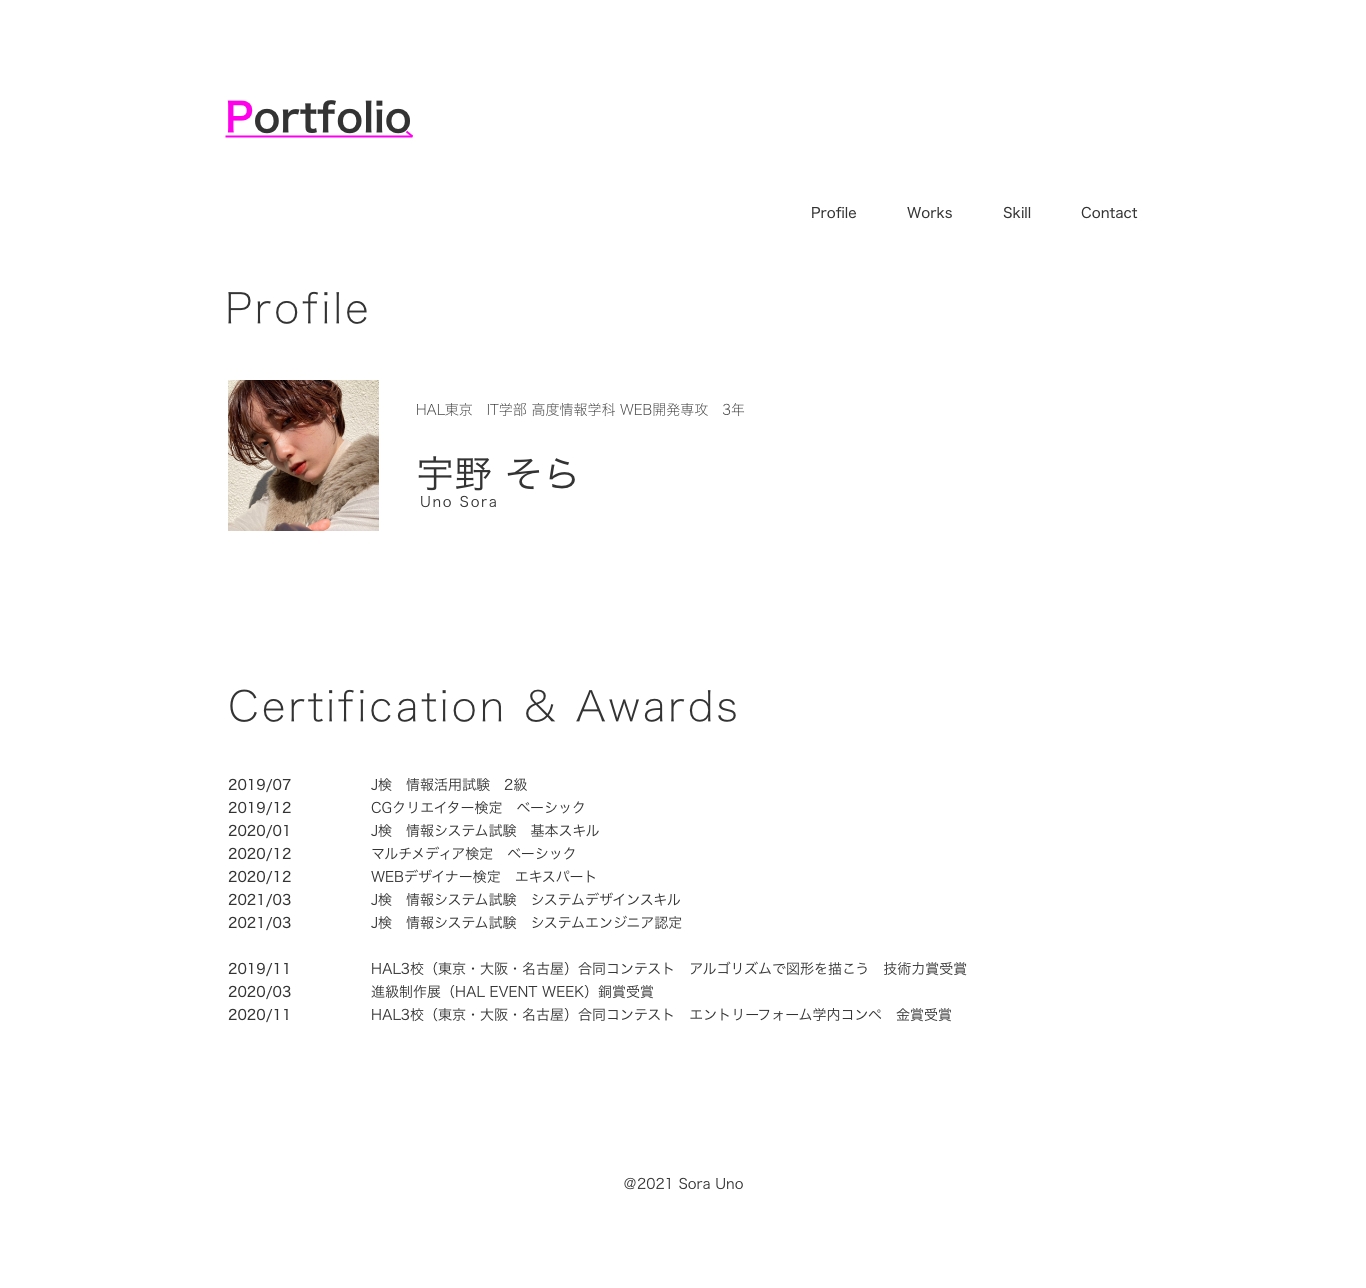 Portfolio
Profile Works Skill Contact
Profile
HAL東京　IT学部 高度情報学科 WEB開発専攻　3年
宇野 そら
Uno Sora
Certification & Awards
2019/07 J検　情報活用試験　2級
2019/12 CGクリエイター検定　ベーシック
2020/01 J検　情報システム試験　基本スキル
2020/12 マルチメディア検定　ベーシック
2020/12 WEBデザイナー検定　エキスパート
2021/03 J検　情報システム試験　システムデザインスキル
2021/03 J検　情報システム試験　システムエンジニア認定
2019/11 HAL3校（東京・大阪・名古屋）合同コンテスト　アルゴリズムで図形を描こう　技術力賞受賞
2020/03 進級制作展（HAL EVENT WEEK）銅賞受賞
2020/11 HAL3校（東京・大阪・名古屋）合同コンテスト　エントリーフォーム学内コンペ　金賞受賞
@2021 Sora Uno